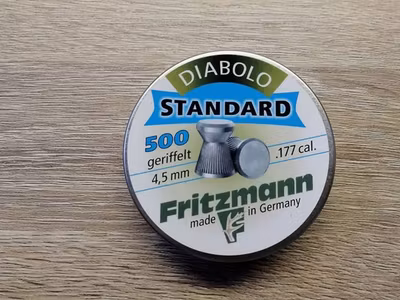 DIABOLO
STANDARD
500
geriffelt
4,5 mm
.177 cal.
Fritzmann
made in Germany
F